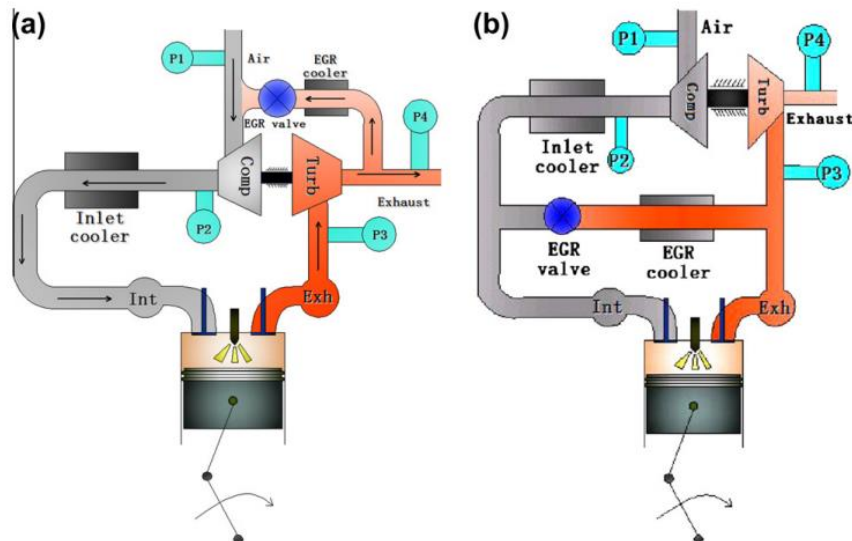 (a)
P1
Air
EGR
cooler
EGR valve
P4
Comp
Turb
Exhaust
Inlet
cooler
P2
P3
Int
Exh
(b)
P1
Air
P4
Comp
Turb
Exhaust
Inlet
cooler
P2
P3
EGR
valve
EGR
cooler
Int
Exh